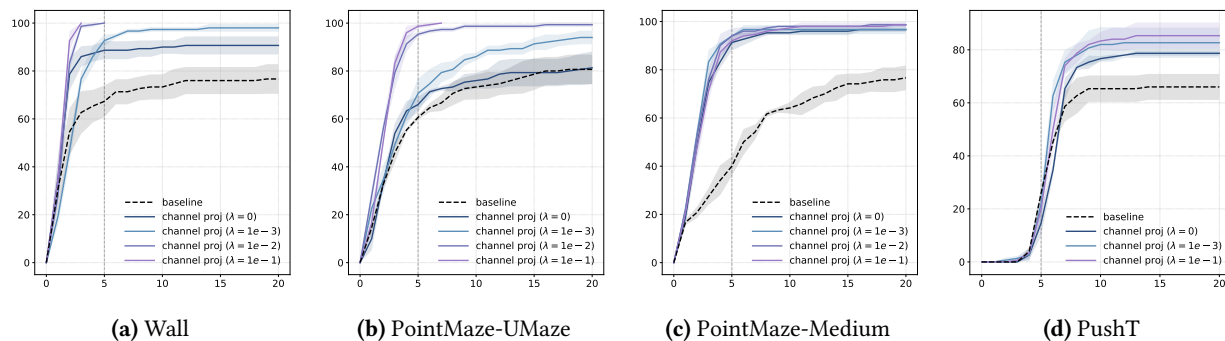 100
80
60
40
20
0
baseline
channel proj (λ = 0)
channel proj (λ = 1e−3)
channel proj (λ = 1e−2)
channel proj (λ = 1e−1)
0 5 10 15 20
(a) Wall
100
80
60
40
20
0
baseline
channel proj (λ = 0)
channel proj (λ = 1e−3)
channel proj (λ = 1e−2)
channel proj (λ = 1e−1)
0 5 10 15 20
(b) PointMaze-UMaze
100
80
60
40
20
0
baseline
channel proj (λ = 0)
channel proj (λ = 1e−3)
channel proj (λ = 1e−2)
channel proj (λ = 1e−1)
0 5 10 15 20
(c) PointMaze-Medium
80
60
40
20
0
baseline
channel proj (λ = 0)
channel proj (λ = 1e−3)
channel proj (λ = 1e−1)
0 5 10 15 20
(d) PushT